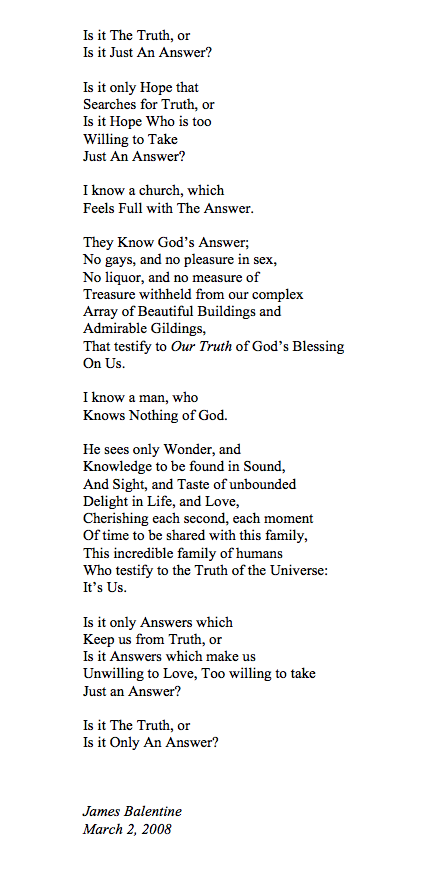 Is it The Truth, or
Is it Just An Answer?

Is it only Hope that
Searches for Truth, or
Is it Hope Who is too
Willing to Take
Just An Answer?

I know a church, which
Feels Full with The Answer.

They Know God’s Answer;
No gays, and no pleasure in sex,
No liquor, and no measure of
Treasure withheld from our complex
Array of Beautiful Buildings and
Admirable Gildings,
That testify to Our Truth of God’s Blessing
On Us.

I know a man, who
Knows Nothing of God.

He sees only Wonder, and
Knowledge to be found in Sound,
And Sight, and Taste of unbounded
Delight in Life, and Love,
Cherishing each second, each moment
Of time to be shared with this family,
This incredible family of humans
Who testify to the Truth of the Universe:
It’s Us.

Is it only Answers which
Keep us from Truth, or
Is it Answers which make us
Unwilling to Love, Too willing to take
Just an Answer?

Is it The Truth, or
Is it Only An Answer?

James Balentine
March 2, 2008